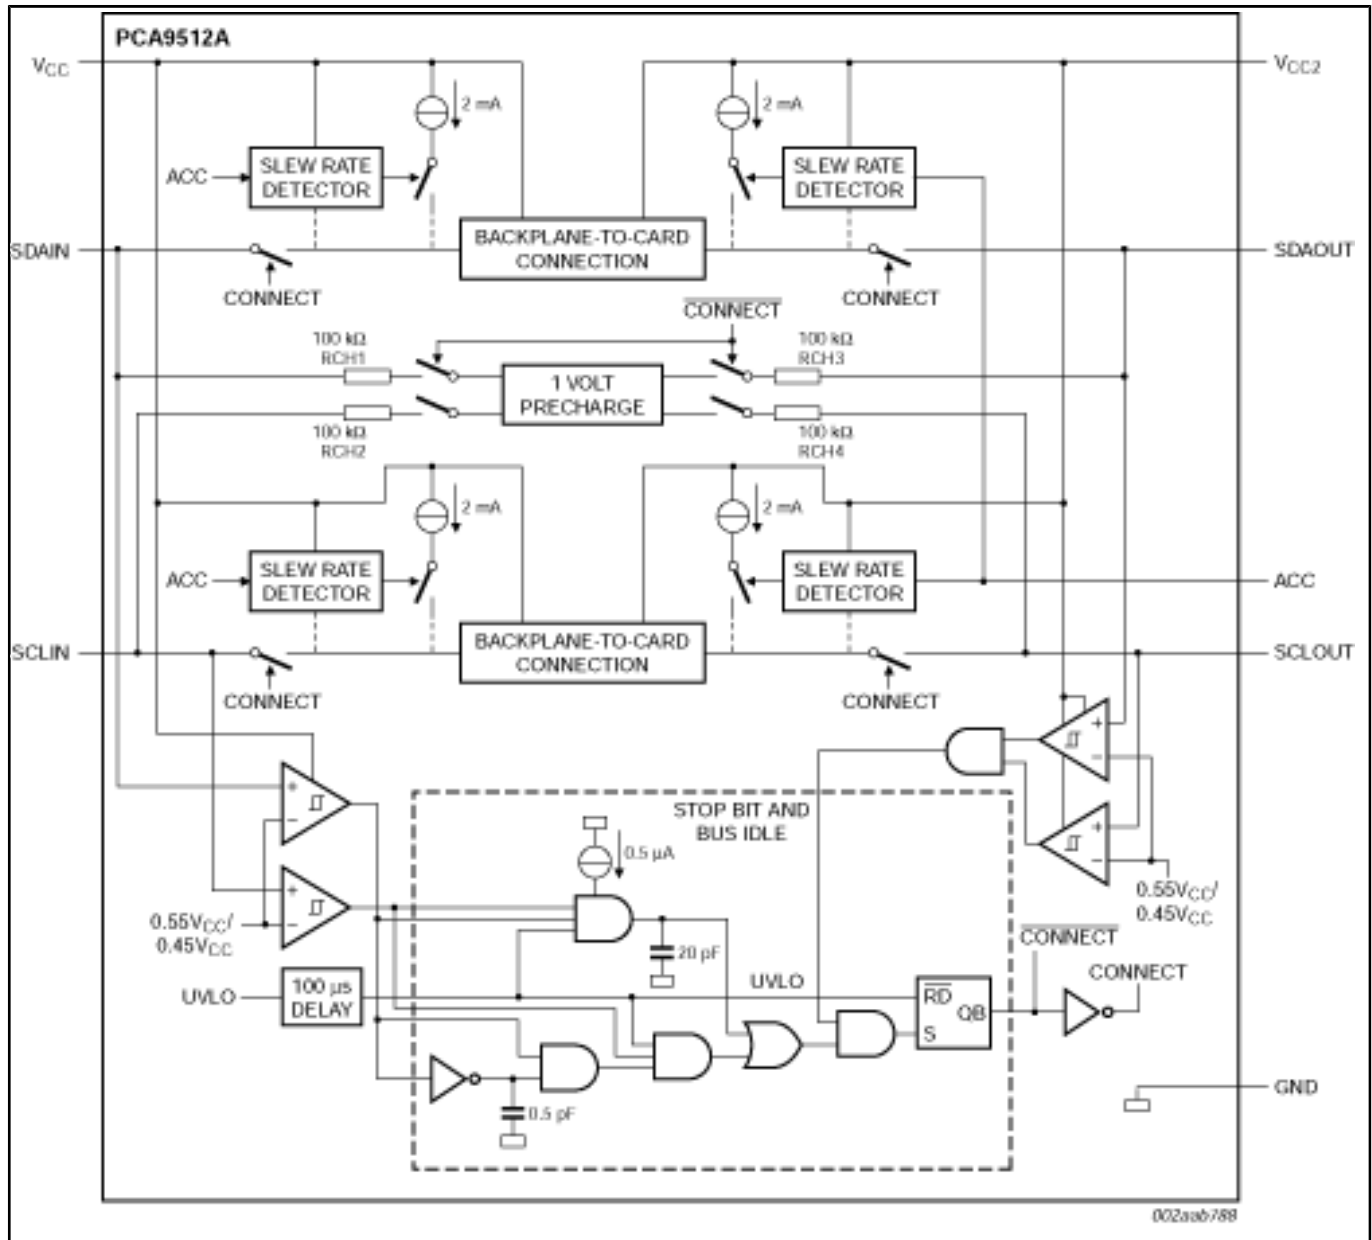 PCA9512A
VCC
VCC2
2 mA
2 mA
ACC
SLEW RATE
DETECTOR
SLEW RATE
DETECTOR
SDAIN
BACKPLANE-TO-CARD
CONNECTION
SDAOUT
CONNECT
CONNECT
CONNECT
100 kΩ
RCH1
100 kΩ
RCH3
1 VOLT
PRECHARGE
100 kΩ
RCH2
100 kΩ
RCH4
2 mA
2 mA
ACC
SLEW RATE
DETECTOR
SLEW RATE
DETECTOR
ACC
SCLIN
BACKPLANE-TO-CARD
CONNECTION
SCLOUT
CONNECT
CONNECT
+
−
+
−
STOP BIT AND
BUS IDLE
0.5 µA
+
−
+
−
0.55VCC/
0.45VCC
0.55VCC/
0.45VCC
20 pF
CONNECT
CONNECT
UVLO
100 µs
DELAY
UVLO
RD
QB
S
0.5 pF
GND
002aab788